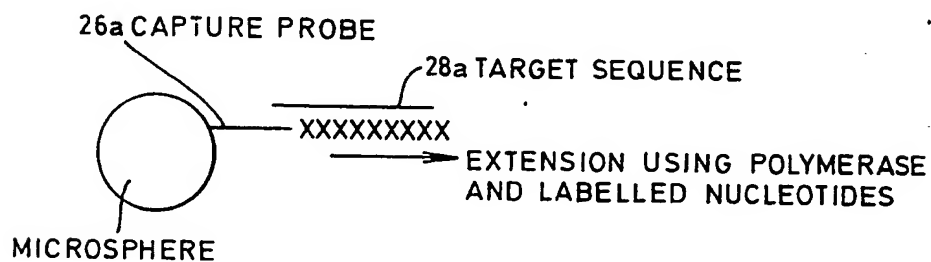 26a CAPTURE PROBE
28a TARGET SEQUENCE
XXXXXXXXX
EXTENSION USING POLYMERASE
AND LABELLED NUCLEOTIDES
MICROSPHERE